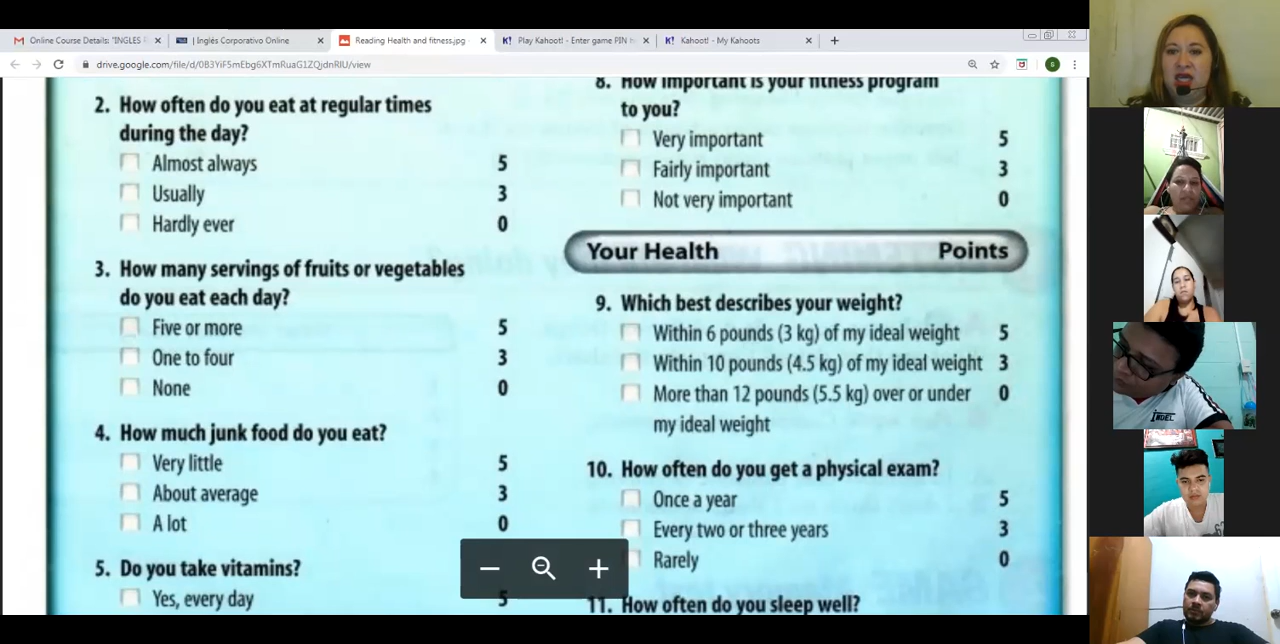 Online Course Details: "INGLES F
Inglés Corporativo Online
Reading Health and fitness.jpg
Play Kahoot! - Enter game PIN h
Kahoot! - My Kahoots
drive.google.com/file/d/0B3YiF5mEbg6XTmRuaG1ZQjdnRlU/view
2. How often do you eat at regular times
during the day?
Almost always 5
Usually 3
Hardly ever 0
3. How many servings of fruits or vegetables
do you eat each day?
Five or more 5
One to four 3
None 0
4. How much junk food do you eat?
Very little 5
About average 3
A lot 0
5. Do you take vitamins?
Yes, every day 5
8. How important is your fitness program
to you?
Very important 5
Fairly important 3
Not very important 0
Your Health Points
9. Which best describes your weight?
Within 6 pounds (3 kg) of my ideal weight 5
Within 10 pounds (4.5 kg) of my ideal weight 3
More than 12 pounds (5.5 kg) over or under 0
my ideal weight
10. How often do you get a physical exam?
Once a year 5
Every two or three years 3
Rarely 0
11. How often do you sleep well?
INDEL